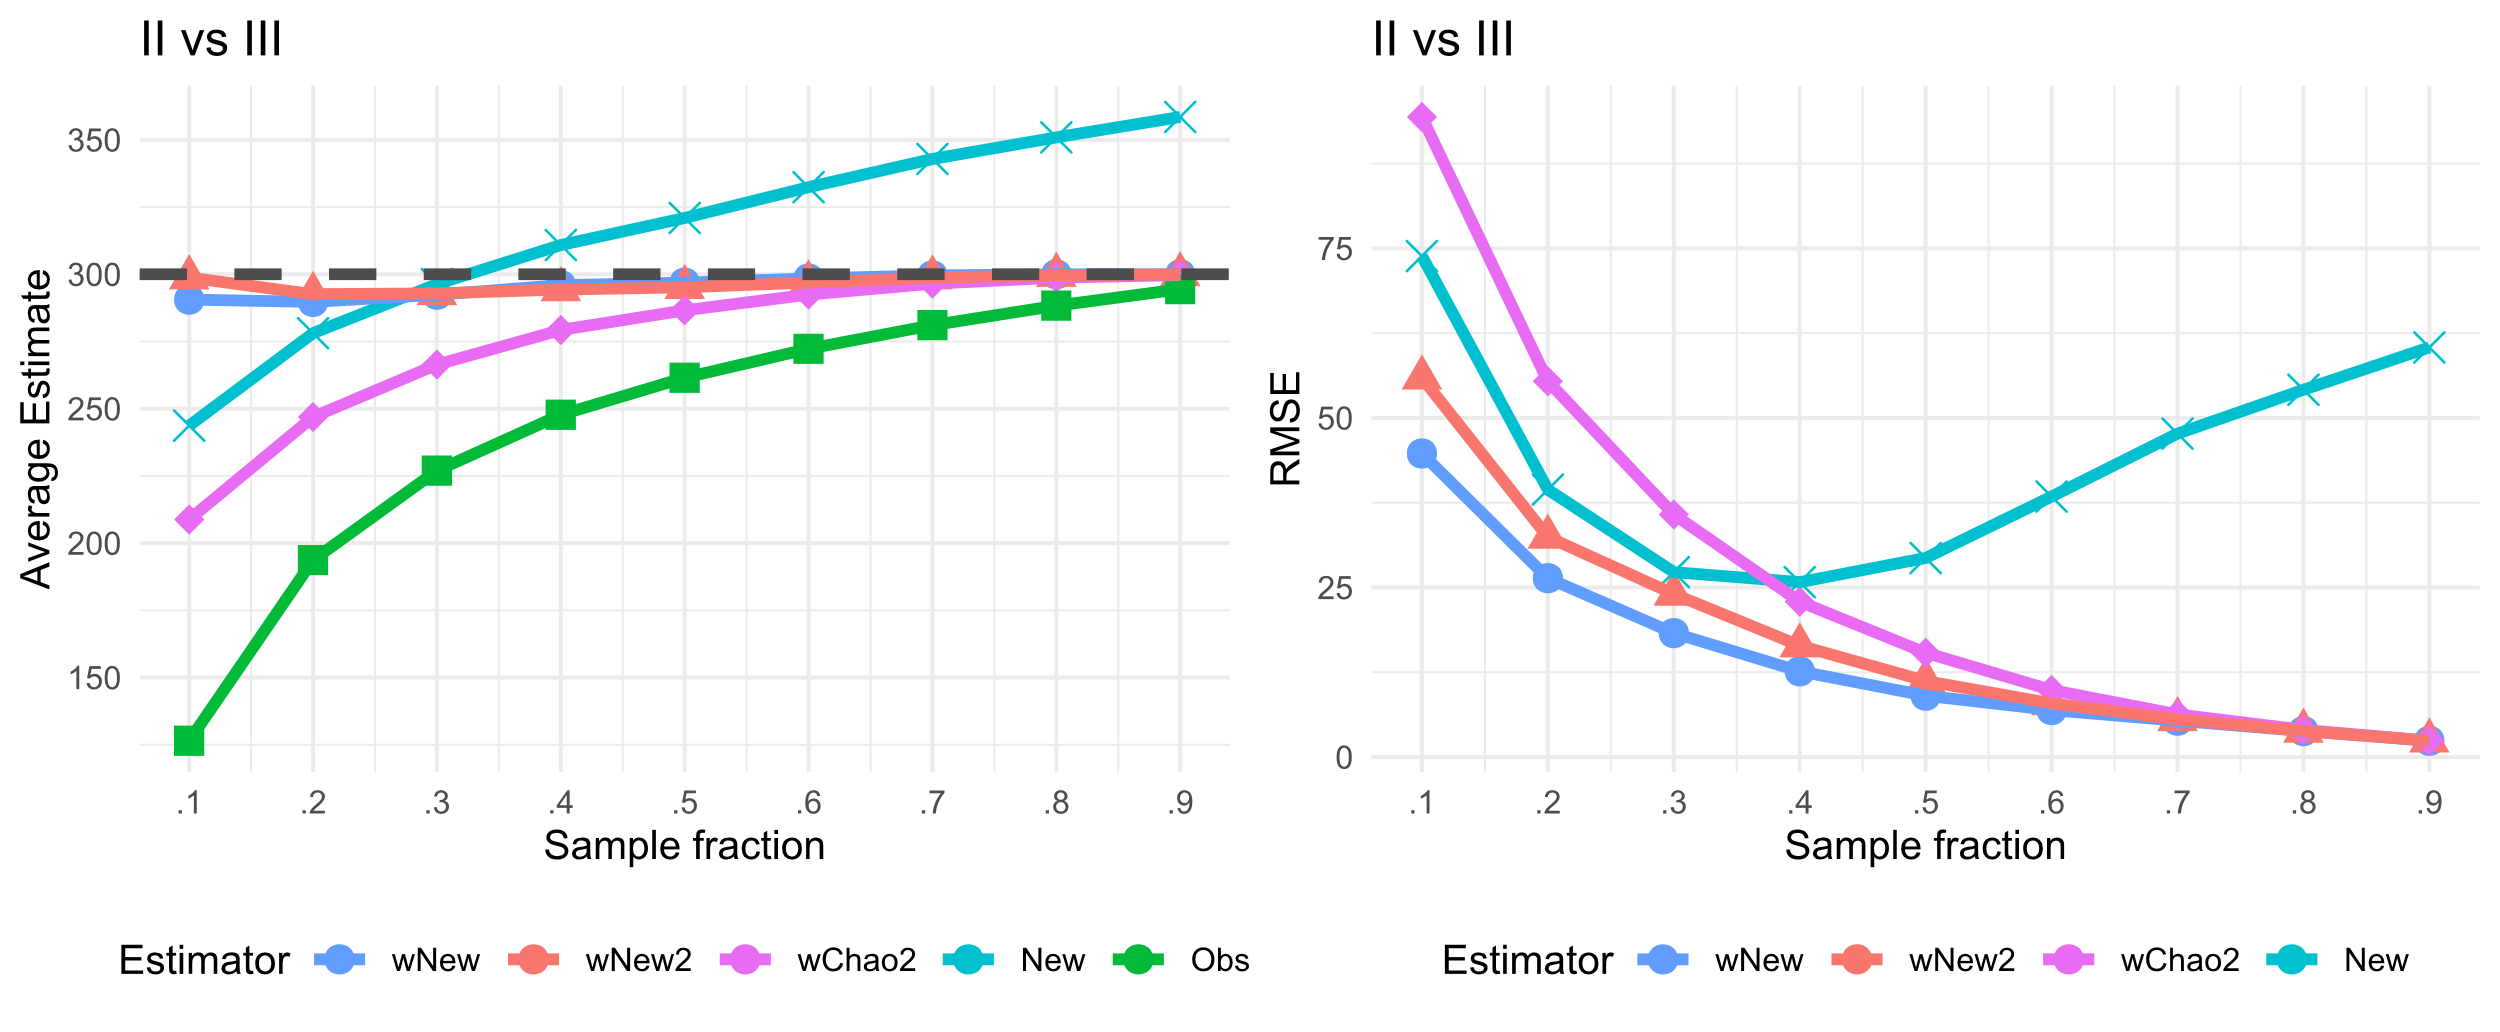 II vs III
Average Estimate
350
300
250
200
150
.1 .2 .3 .4 .5 .6 .7 .8 .9
Sample fraction
Estimator wNew wNew2 wChao2 New Obs
II vs III
RMSE
75
50
25
0
.1 .2 .3 .4 .5 .6 .7 .8 .9
Sample fraction
Estimator wNew wNew2 wChao2 New